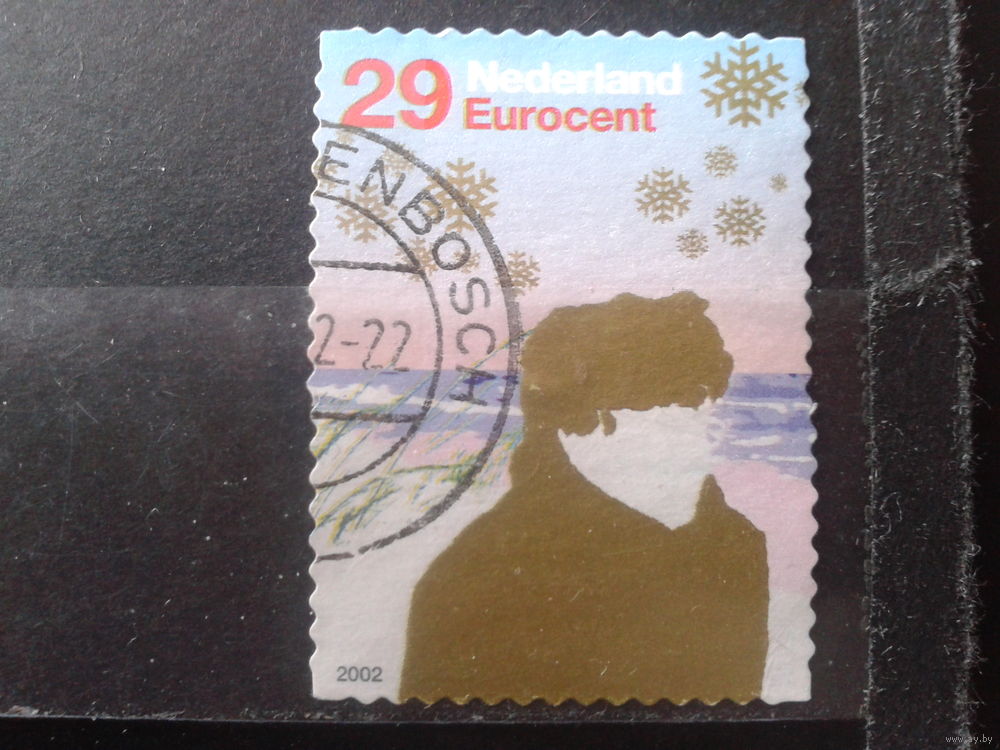 29 Nederland
Eurocent
ENBOSCH
2-22
2002
www.ay.by